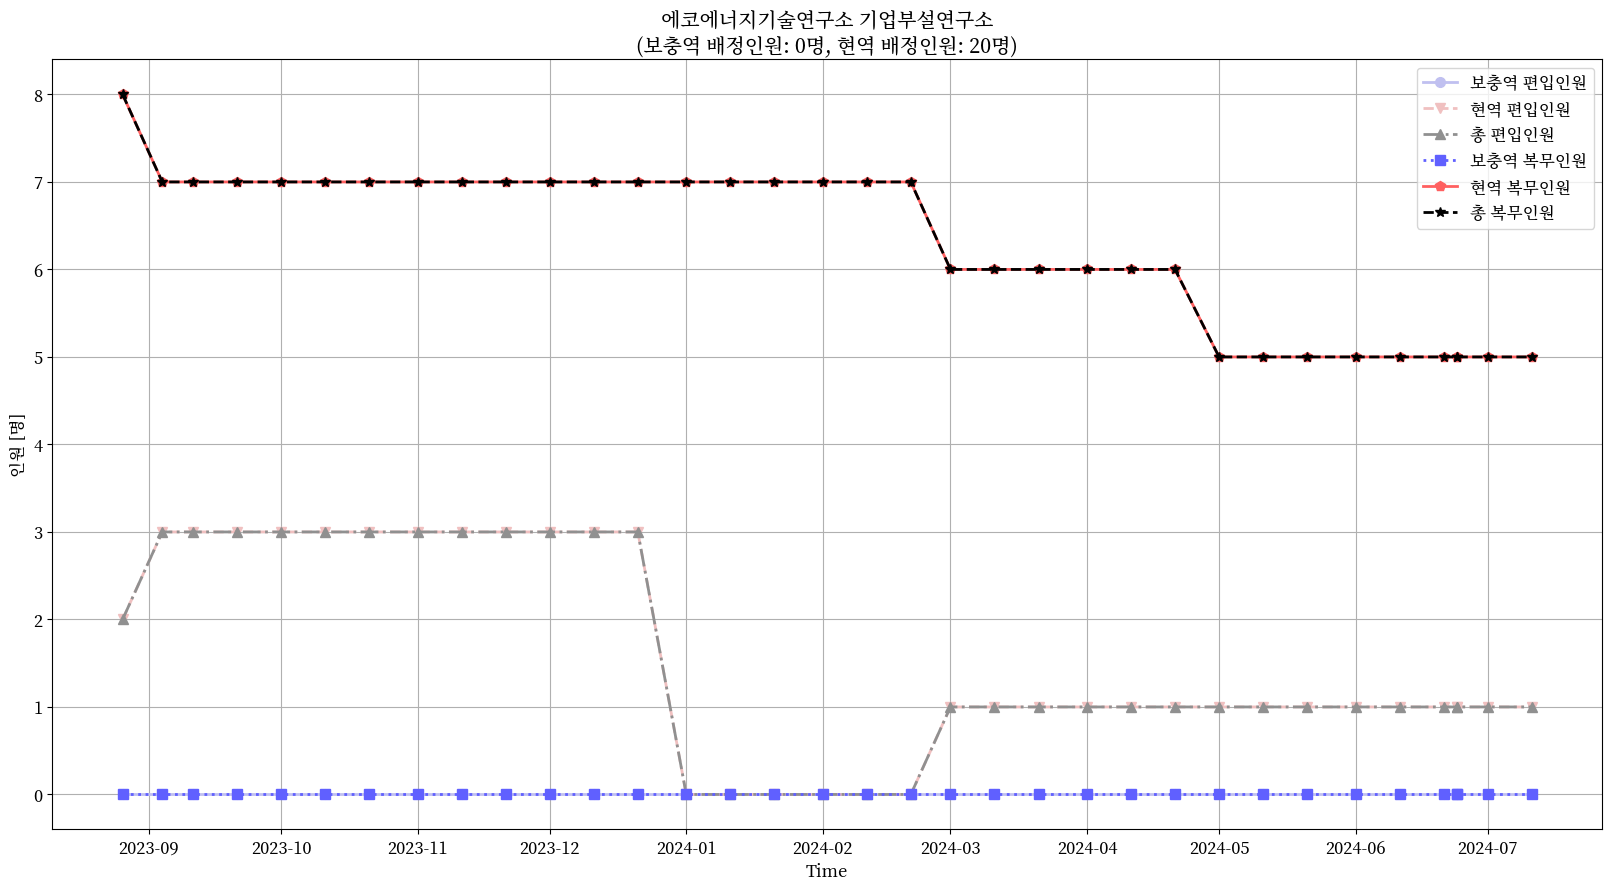 에코에너지기술연구소 기업부설연구소
(보충역 배정인원: 0명, 현역 배정인원: 20명)
보충역 편입인원
현역 편입인원
총 편입인원
보충역 복무인원
현역 복무인원
총 복무인원
인원 [명]
8
7
6
5
4
3
2
1
0
2023-09 2023-10 2023-11 2023-12 2024-01 2024-02 2024-03 2024-04 2024-05 2024-06 2024-07
Time